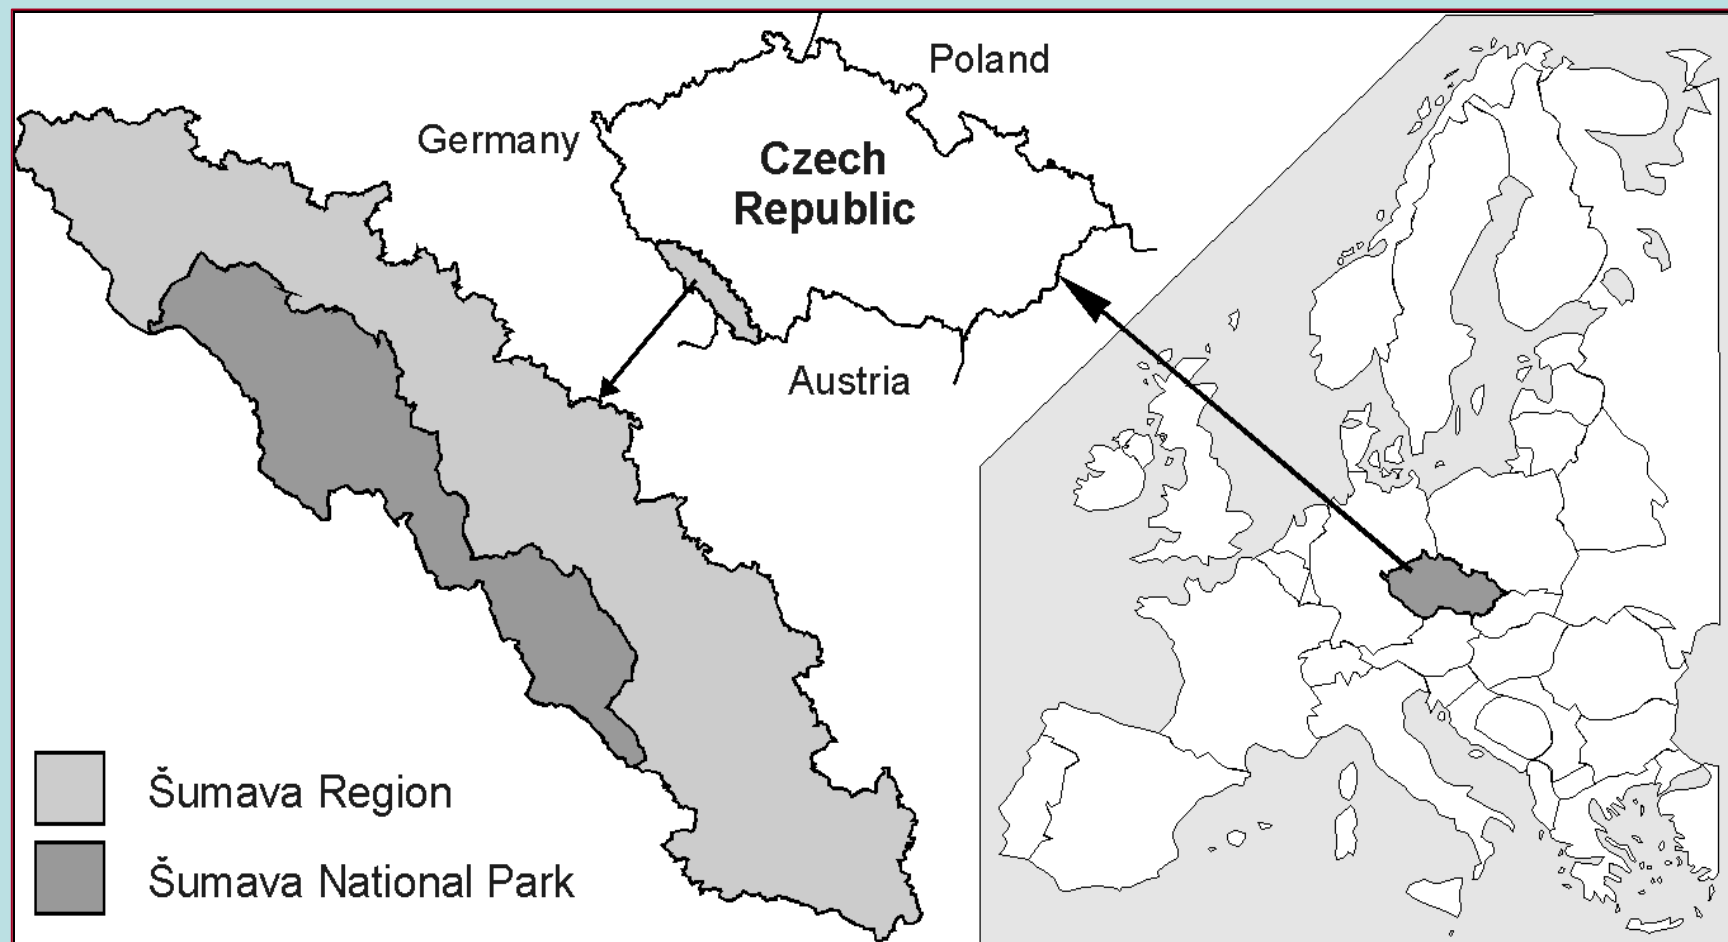 Poland
Germany
Czech
Republic
Austria
Šumava Region
Šumava National Park